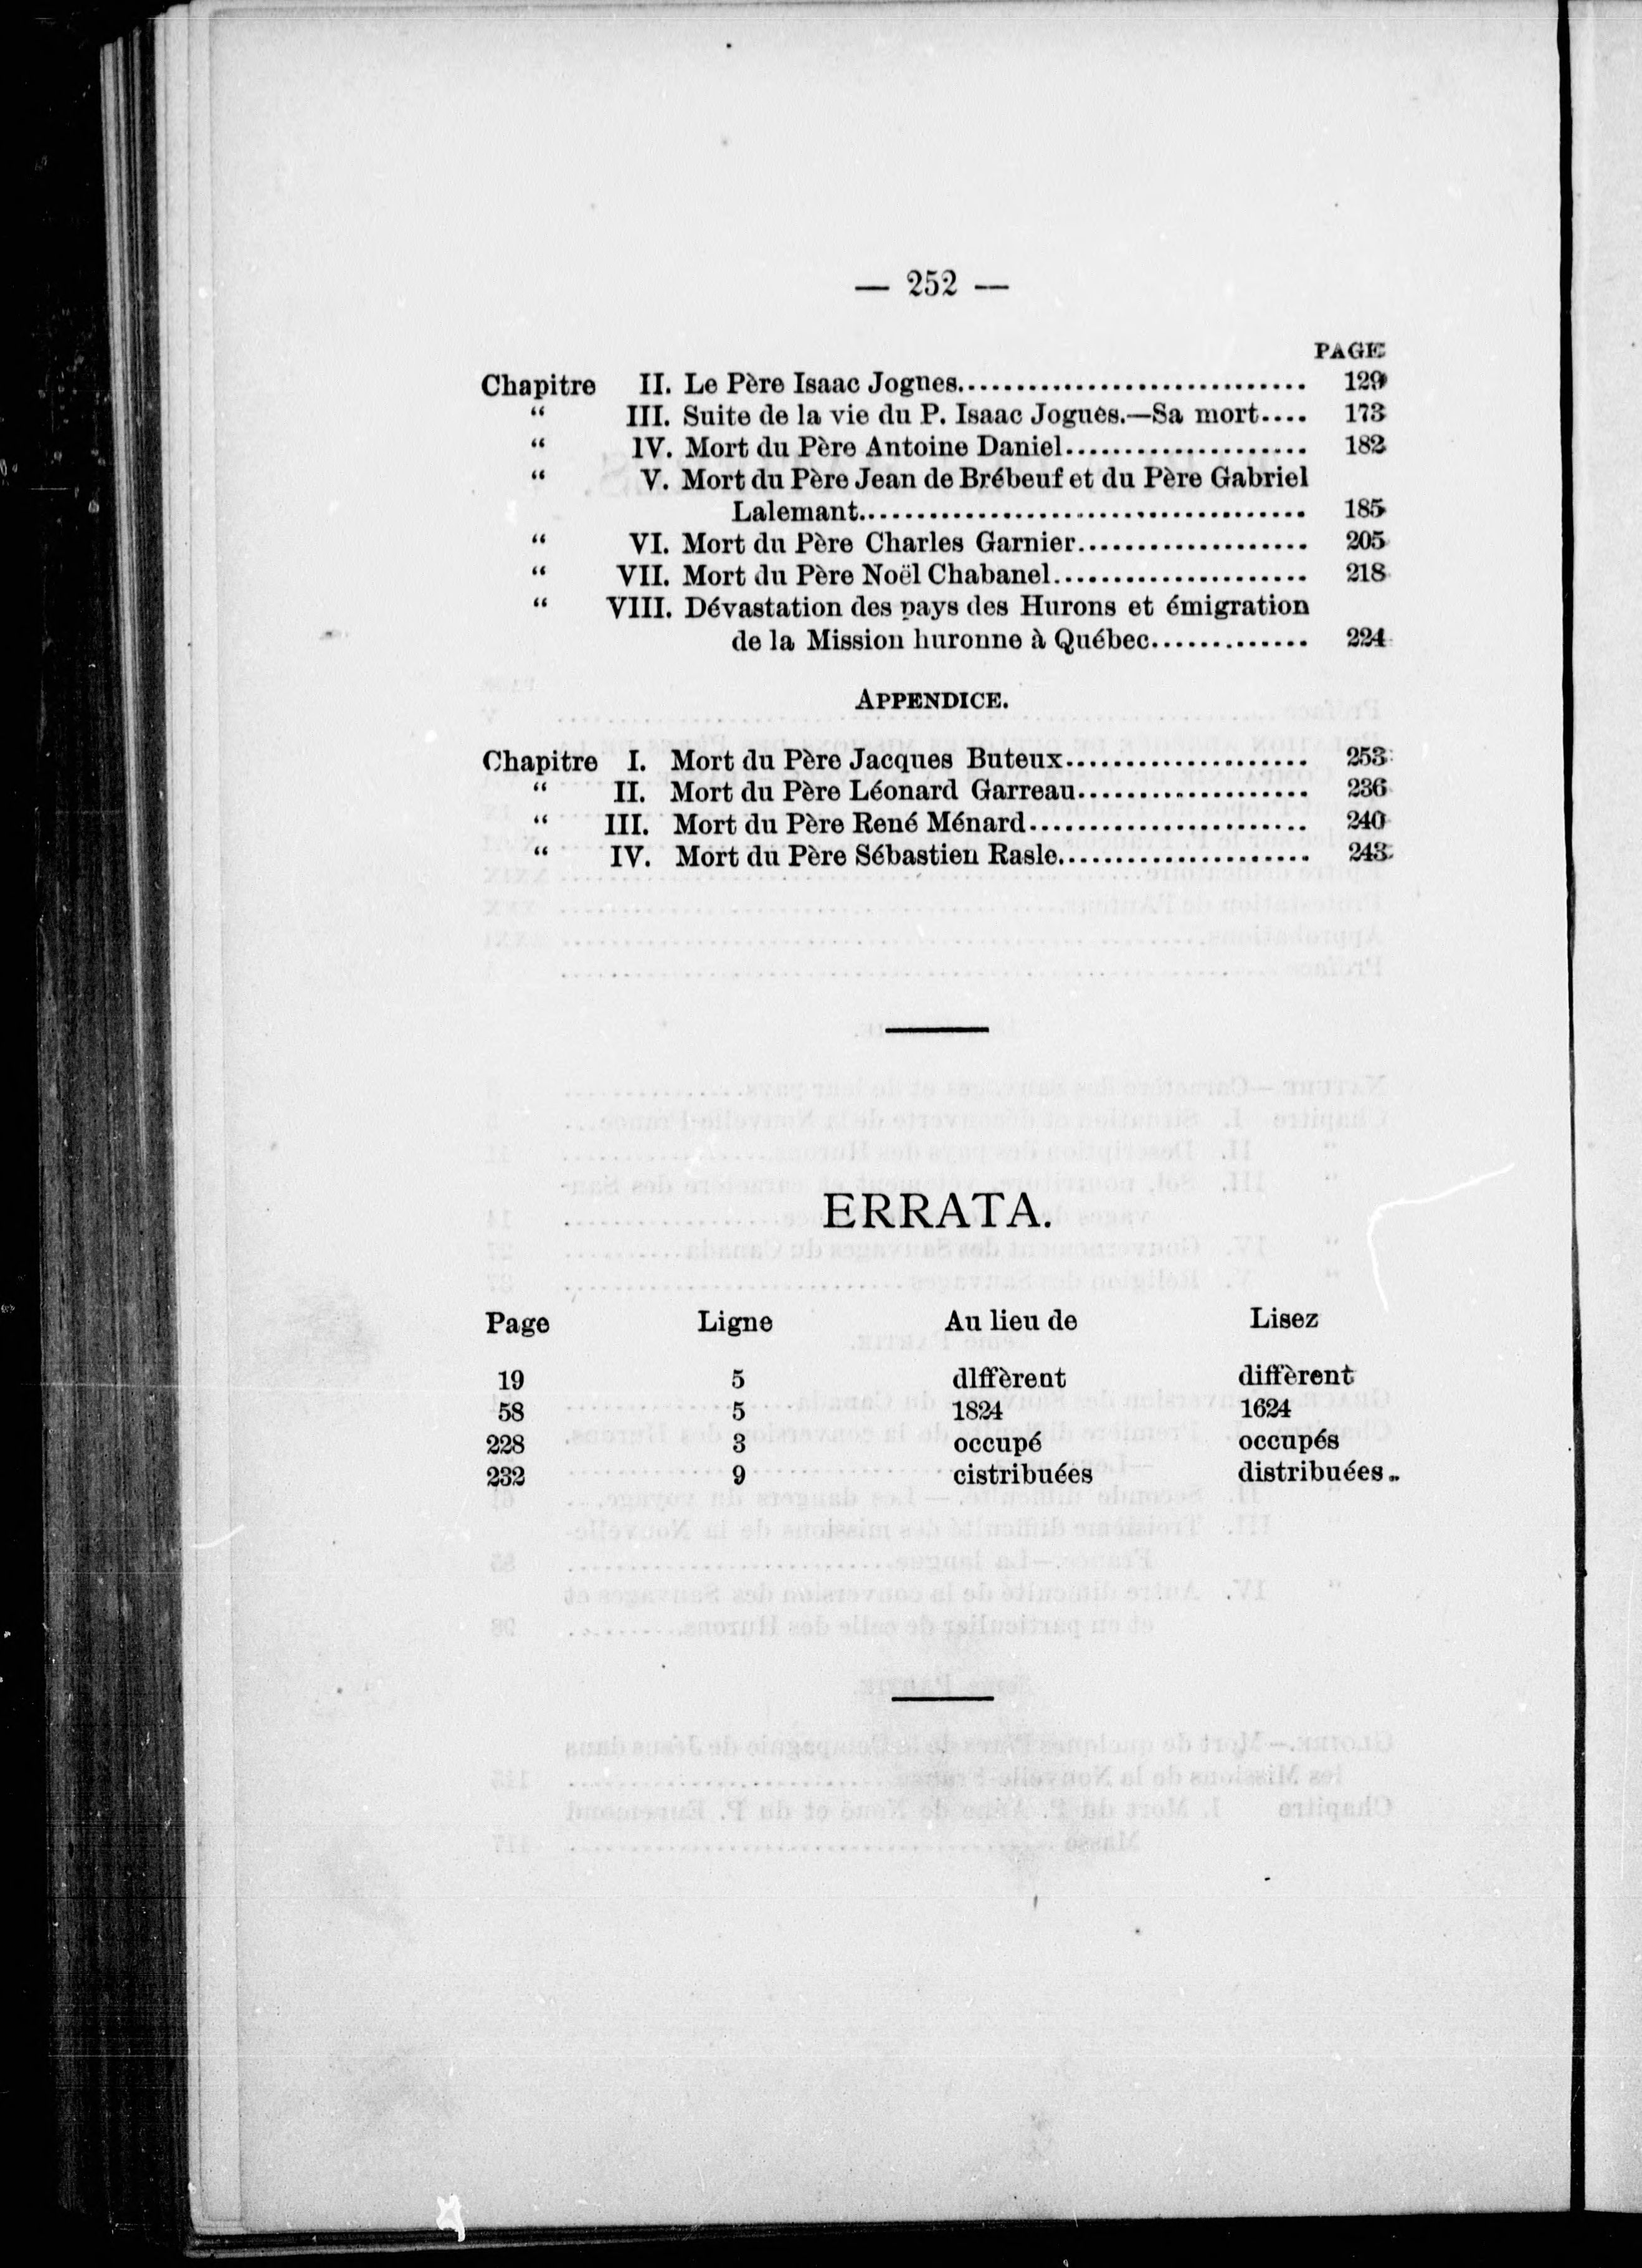 — 252 —
PAGE
Chapitre II. Le Père Isaac Jogues.............................. 129
“ III. Suite de la vie du P. Isaac Jogues.—Sa mort.... 173
“ IV. Mort du Père Antoine Daniel..................... 182
“ V. Mort du Père Jean de Brébeuf et du Père Gabriel
Lalemant....................................... 185
“ VI. Mort du Père Charles Garnier.................... 205
“ VII. Mort du Père Noël Chabanel...................... 218
“ VIII. Dévastation des pays des Hurons et émigration
de la Mission huronne à Québec............. 224
APPENDICE.
Chapitre I. Mort du Père Jacques Buteux..................... 253
“ II. Mort du Père Léonard Garreau.................... 236
“ III. Mort du Père René Ménard........................ 240
“ IV. Mort du Père Sébastien Rasle...................... 243
ERRATA.
Page Ligne Au lieu de Lisez
19 5 dlffèrent diffèrent
58 5 1824 1624
228 3 occupé occupés
232 9 cistribuées distribuées.